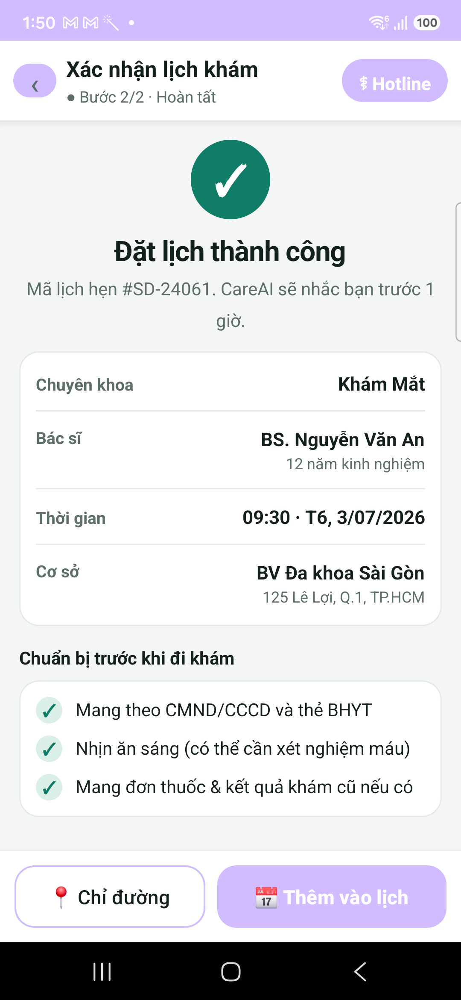 1:50
6
100
Xác nhận lịch khám
● Bước 2/2 · Hoàn tất
Hotline
Đặt lịch thành công
Mã lịch hẹn #SD-24061. CareAI sẽ nhắc bạn trước 1
giờ.
Chuyên khoa
Khám Mắt
Bác sĩ
BS. Nguyễn Văn An
12 năm kinh nghiệm
Thời gian
09:30 · T6, 3/07/2026
Cơ sở
BV Đa khoa Sài Gòn
125 Lê Lợi, Q.1, TP.HCM
Chuẩn bị trước khi đi khám
✓ Mang theo CMND/CCCD và thẻ BHYT
✓ Nhịn ăn sáng (có thể cần xét nghiệm máu)
✓ Mang đơn thuốc & kết quả khám cũ nếu có
Chỉ đường
JUL
17
Thêm vào lịch